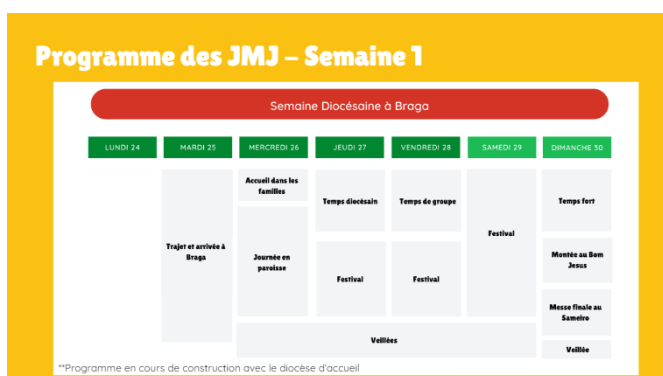 Programme des JMJ – Semaine 1
Semaine Diocésaine à Braga
LUNDI 24
MARDI 25
MERCREDI 26
JEUDI 27
VENDREDI 28
SAMEDI 29
DIMANCHE 30
Trajet et arrivée à
Braga
Accueil dans les
familles
Journée en
paroisse
Temps diocésain
Festival
Temps de groupe
Festival
Festival
Temps fort
Montée au Bom
Jesus
Messe finale au
Sameiro
Veillées
Veillée
**Programme en cours de construction avec le diocèse d'accueil